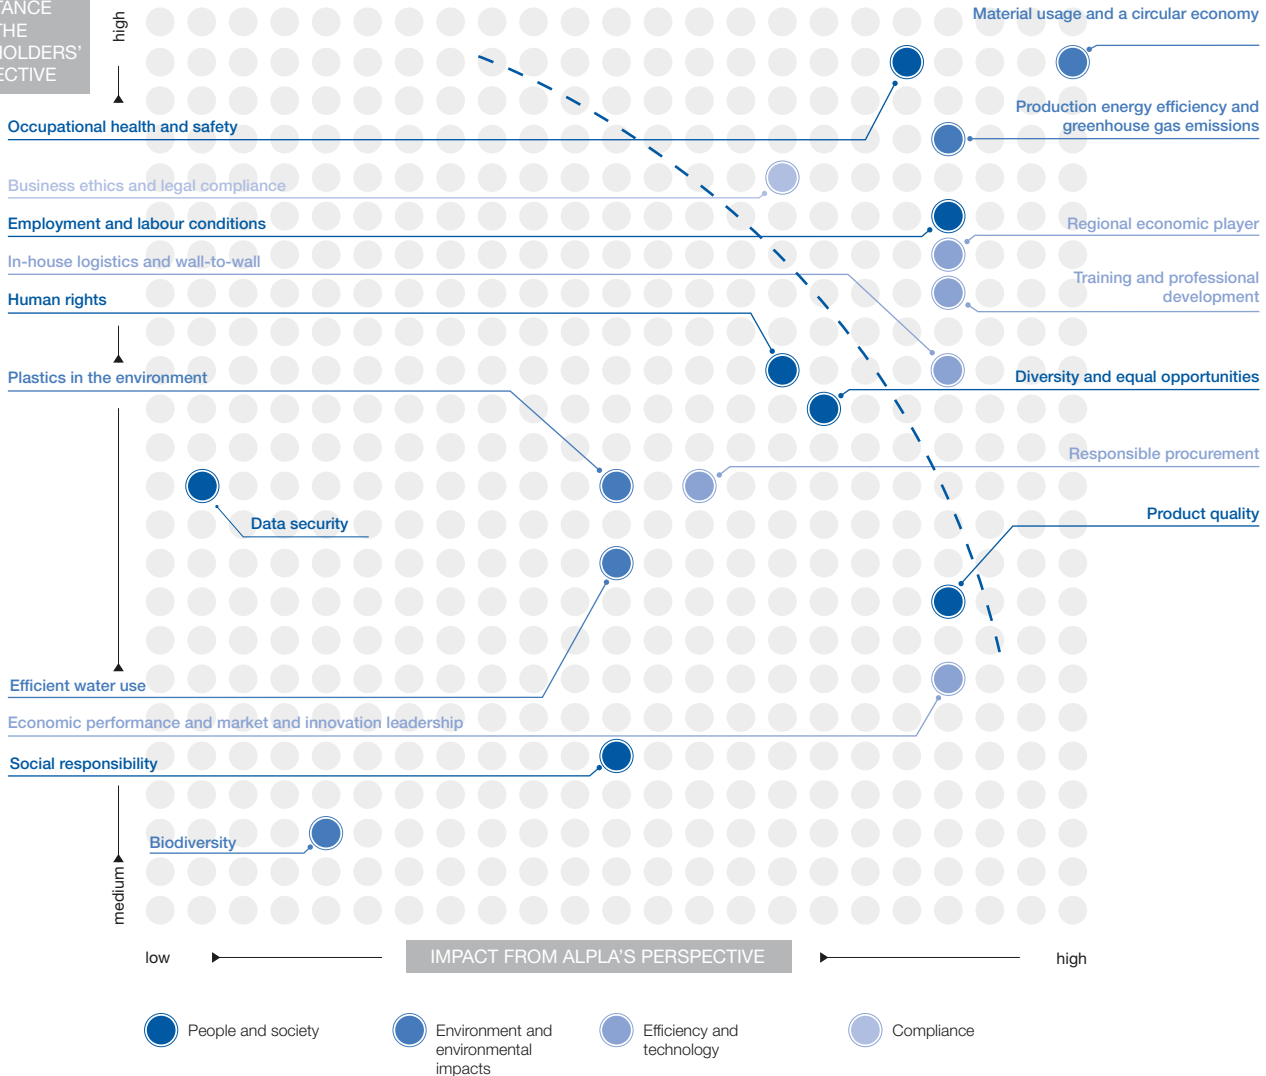 THE
high
Material usage and a circular economy
Production energy efficiency and
greenhouse gas emissions
Occupational health and safety
Business ethics and legal compliance
Employment and labour conditions
Regional economic player
In-house logistics and wall-to-wall
Training and professional
development
Human rights
Plastics in the environment
Diversity and equal opportunities
Responsible procurement
Data security
Product quality
Efficient water use
Economic performance and market and innovation leadership
Social responsibility
Biodiversity
medium
low
IMPACT FROM ALPLA'S PERSPECTIVE
high
People and society
Environment and
environmental
impacts
Efficiency and
technology
Compliance